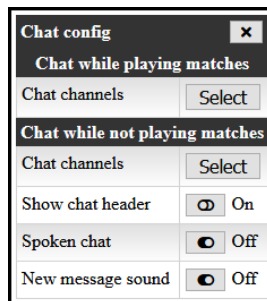 Chat config
Chat while playing matches
Chat channels Select
Chat while not playing matches
Chat channels Select
Show chat header On
Spoken chat Off
New message sound Off